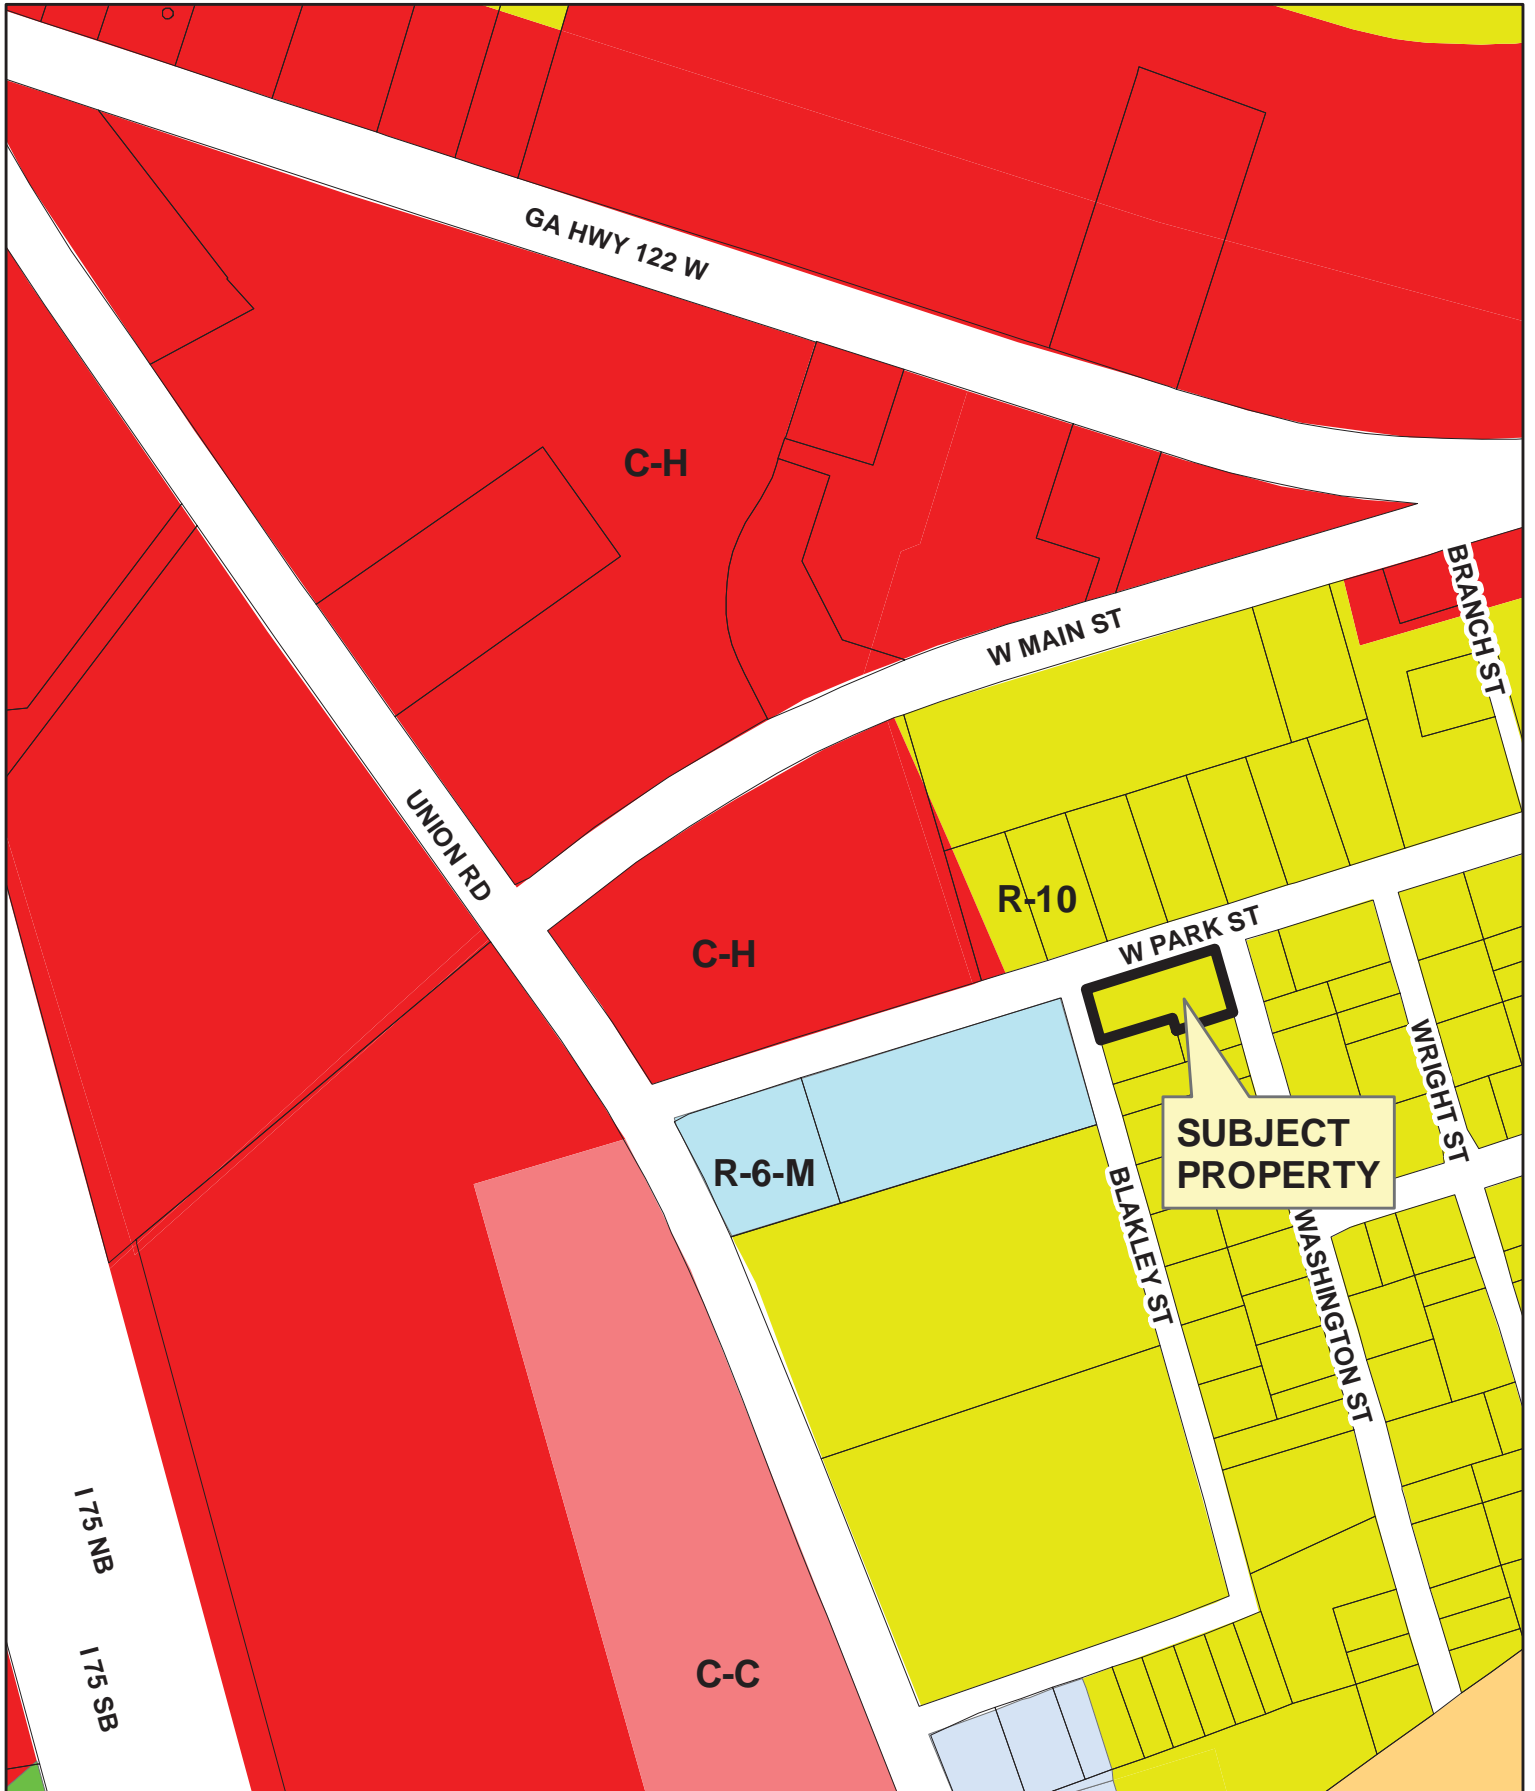 GA HWY 122 W
C-H
BRANCH ST
W MAIN ST
UNION RD
R-10
W PARK ST
C-H
WRIGHT ST
SUBJECT
PROPERTY
R-6-M
BLAKLEY ST
WASHINGTON ST
I 75 NB
C-C
I 75 SB